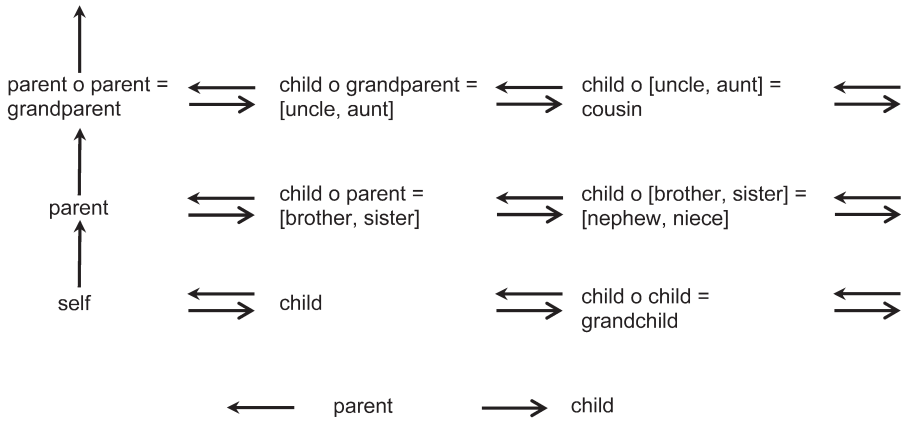 parent o parent =
grandparent
child o grandparent =
[uncle, aunt]
child o [uncle, aunt] =
cousin
parent
child o parent =
[brother, sister]
child o [brother, sister] =
[nephew, niece]
self
child
child o child =
grandchild
parent
child